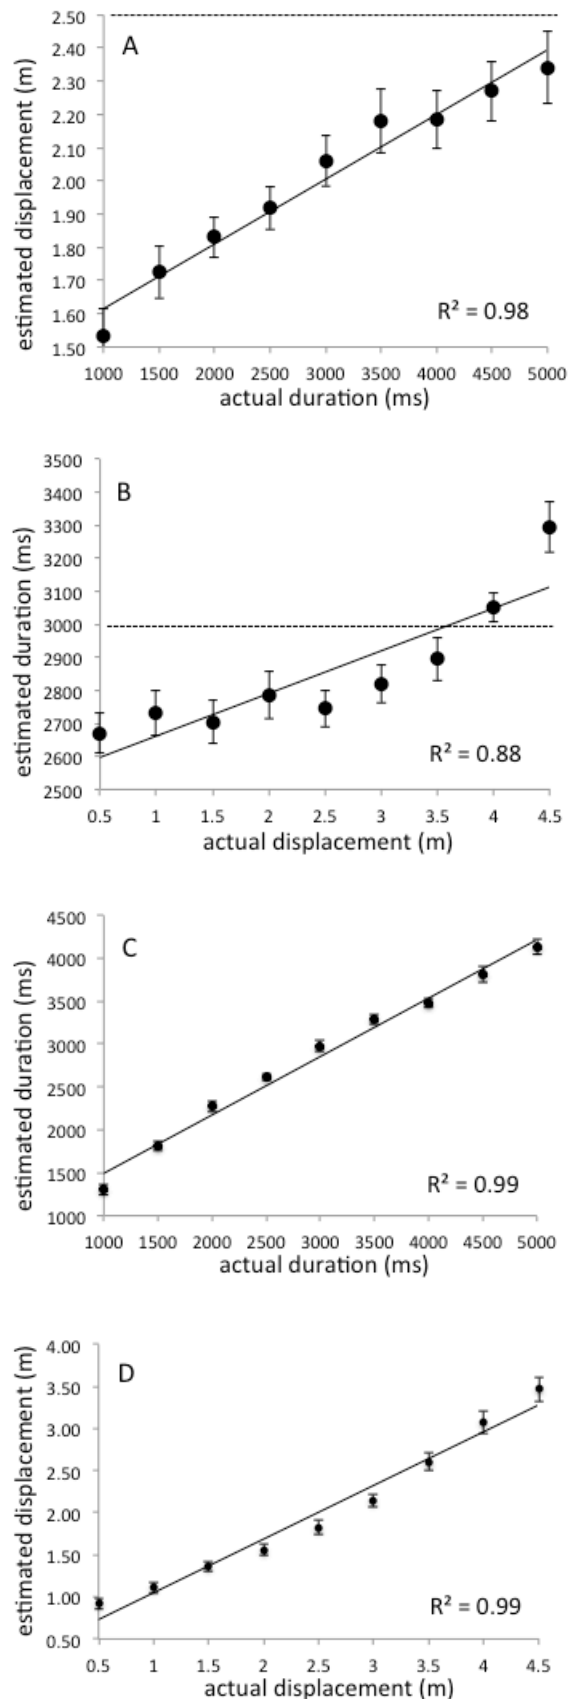 2.50
A
2.40
2.30
2.20
2.10
2.00
1.90
1.80
1.70
1.60
1.50
estimated displacement (m)
R² = 0.98
1000 1500 2000 2500 3000 3500 4000 4500 5000
actual duration (ms)
3500
B
3400
3300
3200
3100
3000
2900
2800
2700
2600
2500
estimated duration (ms)
R² = 0.88
0.5 1 1.5 2 2.5 3 3.5 4 4.5
actual displacement (m)
4500
C
4000
3500
3000
2500
2000
1500
1000
estimated duration (ms)
R² = 0.99
1000 1500 2000 2500 3000 3500 4000 4500 5000
actual duration (ms)
4.00
D
3.50
3.00
2.50
2.00
1.50
1.00
0.50
estimated displacement (m)
R² = 0.99
0.5 1 1.5 2 2.5 3 3.5 4 4.5
actual displacement (m)